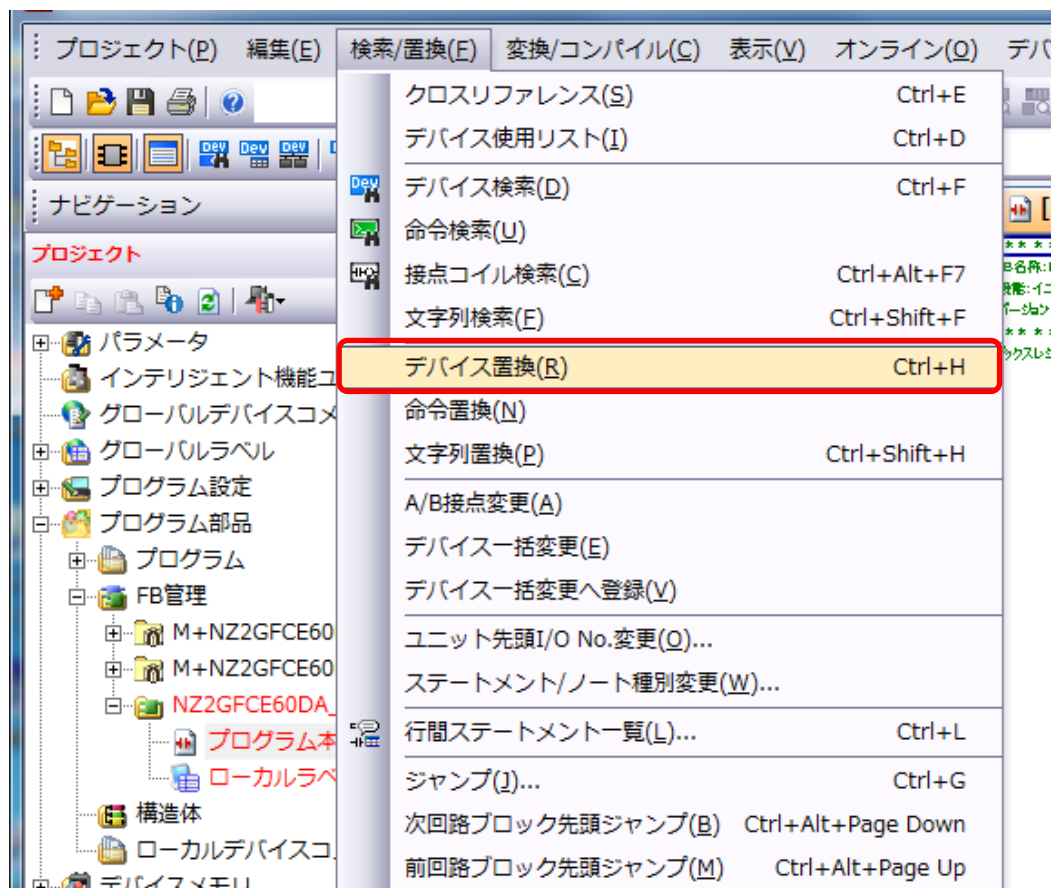 プロジェクト(P) 編集(E) 検索/置換(F) 変換/コンパイル(C) 表示(V) オンライン(O) デバ
クロスリファレンス(S) Ctrl+E
デバイス使用リスト(I) Ctrl+D
デバイス検索(D) Ctrl+F
命令検索(U)
接点コイル検索(C) Ctrl+Alt+F7
文字列検索(F) Ctrl+Shift+F
デバイス置換(R) Ctrl+H
命令置換(N)
文字列置換(P) Ctrl+Shift+H
A/B接点変更(A)
デバイス一括変更(E)
デバイス一括変更へ登録(V)
ユニット先頭I/O No.変更(O)...
ステートメント/ノート種別変更(W)...
行間ステートメント一覧(L)... Ctrl+L
ジャンプ(J)... Ctrl+G
次回路ブロック先頭ジャンプ(B) Ctrl+Alt+Page Down
前回路ブロック先頭ジャンプ(M) Ctrl+Alt+Page Up
Dev Dev Dev
ナビゲーション
プロジェクト
パラメータ
インテリジェント機能ユ
グローバルデバイスコメ
グローバルラベル
プログラム設定
プログラム部品
プログラム
FB管理
M+NZ2GFCE60
M+NZ2GFCE60
NZ2GFCE60DA_
プログラム本
ローカルラベ
構造体
ローカルデバイスコ
デバイスメモリ